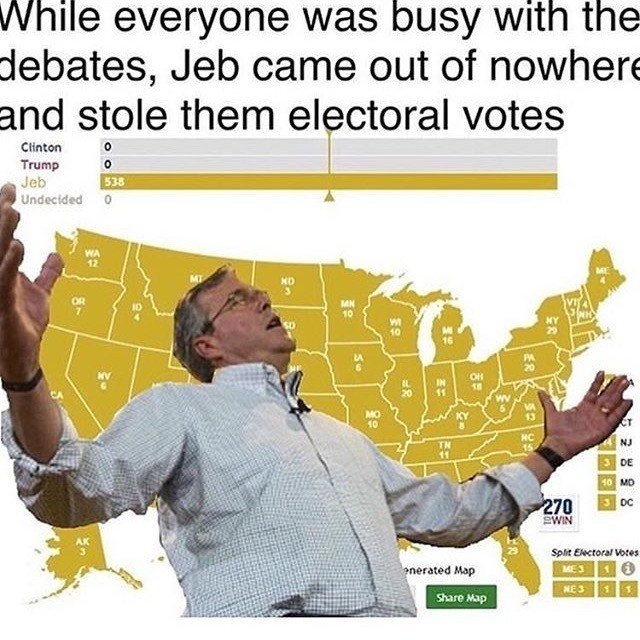 While everyone was busy with the
debates, Jeb came out of nowhere
and stole them electoral votes
Clinton 0
Trump 0
Jeb 538
Undecided 0
WA
12
OR
7
ID
4
MT
ND
3
SD
MN
10
WI
10
MI
16
NY
29
VT
3
NH
4
ME
4
NV
6
CA
IA
6
IL
20
IN
11
OH
18
PA
20
WV
5
VA
13
MO
10
KY
8
NC
15
TN
11
CT
NJ
3 DE
10 MD
3 DC
270
WIN
AK
3
FL
29
Split Electoral Votes
ME 3 1
NE 3 1 1
nerated Map
Share Map